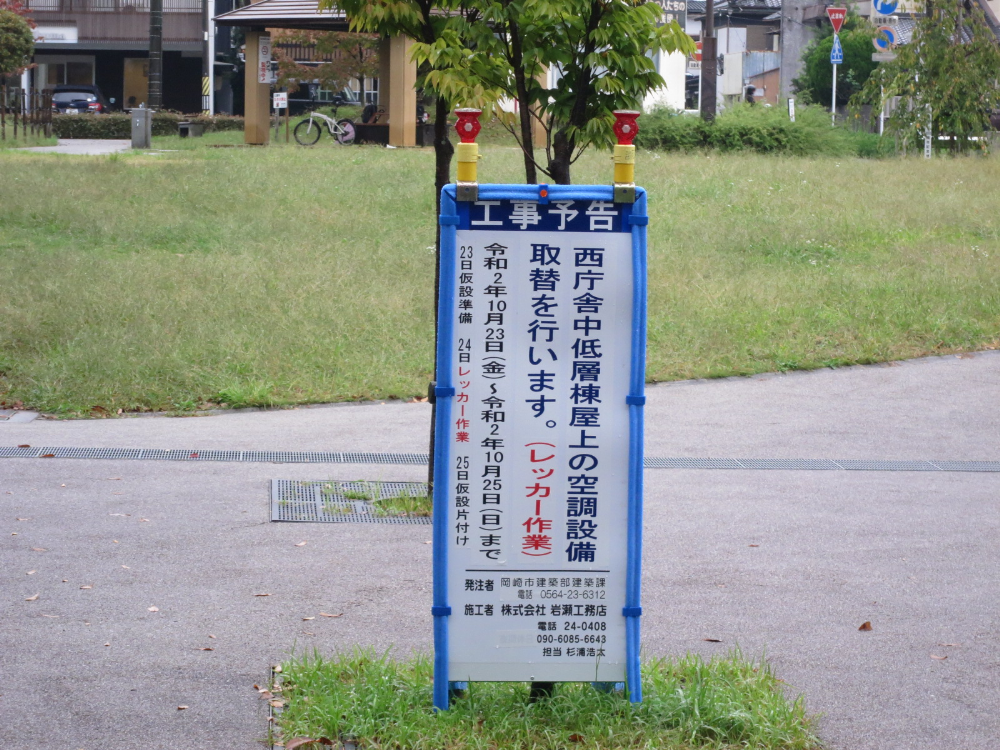 工事予告
西庁舎中低層棟屋上の空調設備
取替を行います。(レッカー作業)
令和2年10月23日(金)~令和2年10月25日(日)まで
23日仮設準備 24日レッカー作業 25日仮設片付け
発注者 岡崎市建築部建築課
電話 0564-23-6312
施工者 株式会社 岩瀬工務店
電話 24-0408
090-6085-6643
担当 杉浦浩太